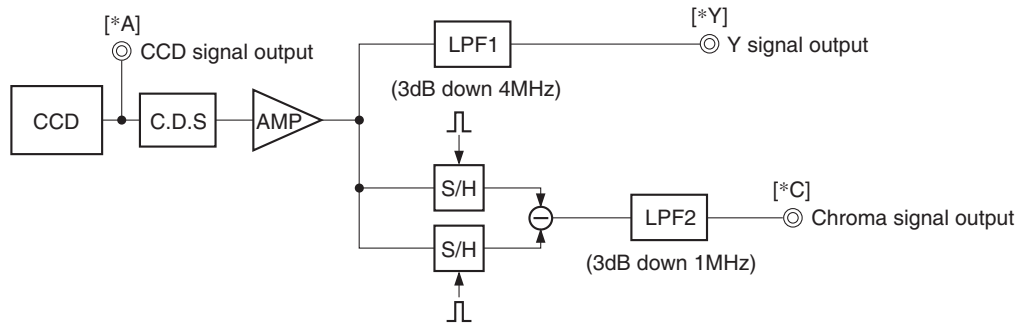 [*A]
CCD signal output
[*Y]
Y signal output
LPF1
(3dB down 4MHz)
CCD
C.D.S
AMP
S/H
S/H
[*C]
Chroma signal output
LPF2
(3dB down 1MHz)